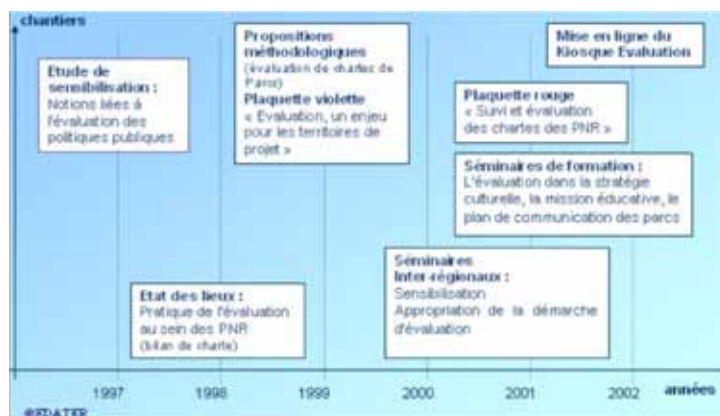 chantiers
Etude de
sensibilisation :
Notions liées à
l'évaluation des
politiques publiques
Propositions
méthodologiques
(évaluation de chartes de
Parcs)
Plaquette violette
« Evaluation, un enjeu
pour les territoires de
projet »
Mise en ligne du
Kiosque Evaluation
Plaquette rouge
« Suivi et évaluation
des chartes des PNR »
Séminaires de formation :
L'évaluation dans la stratégie
culturelle, la mission éducative, le
plan de communication des parcs
Etat des lieux :
Pratique de l'évaluation
au sein des PNR
(bilan de charte)
Séminaires
Inter-régionaux :
Sensibilisation
Appropriation de la démarche
d'évaluation
1997
1998
1999
2000
2001
2002
années
©EDATER